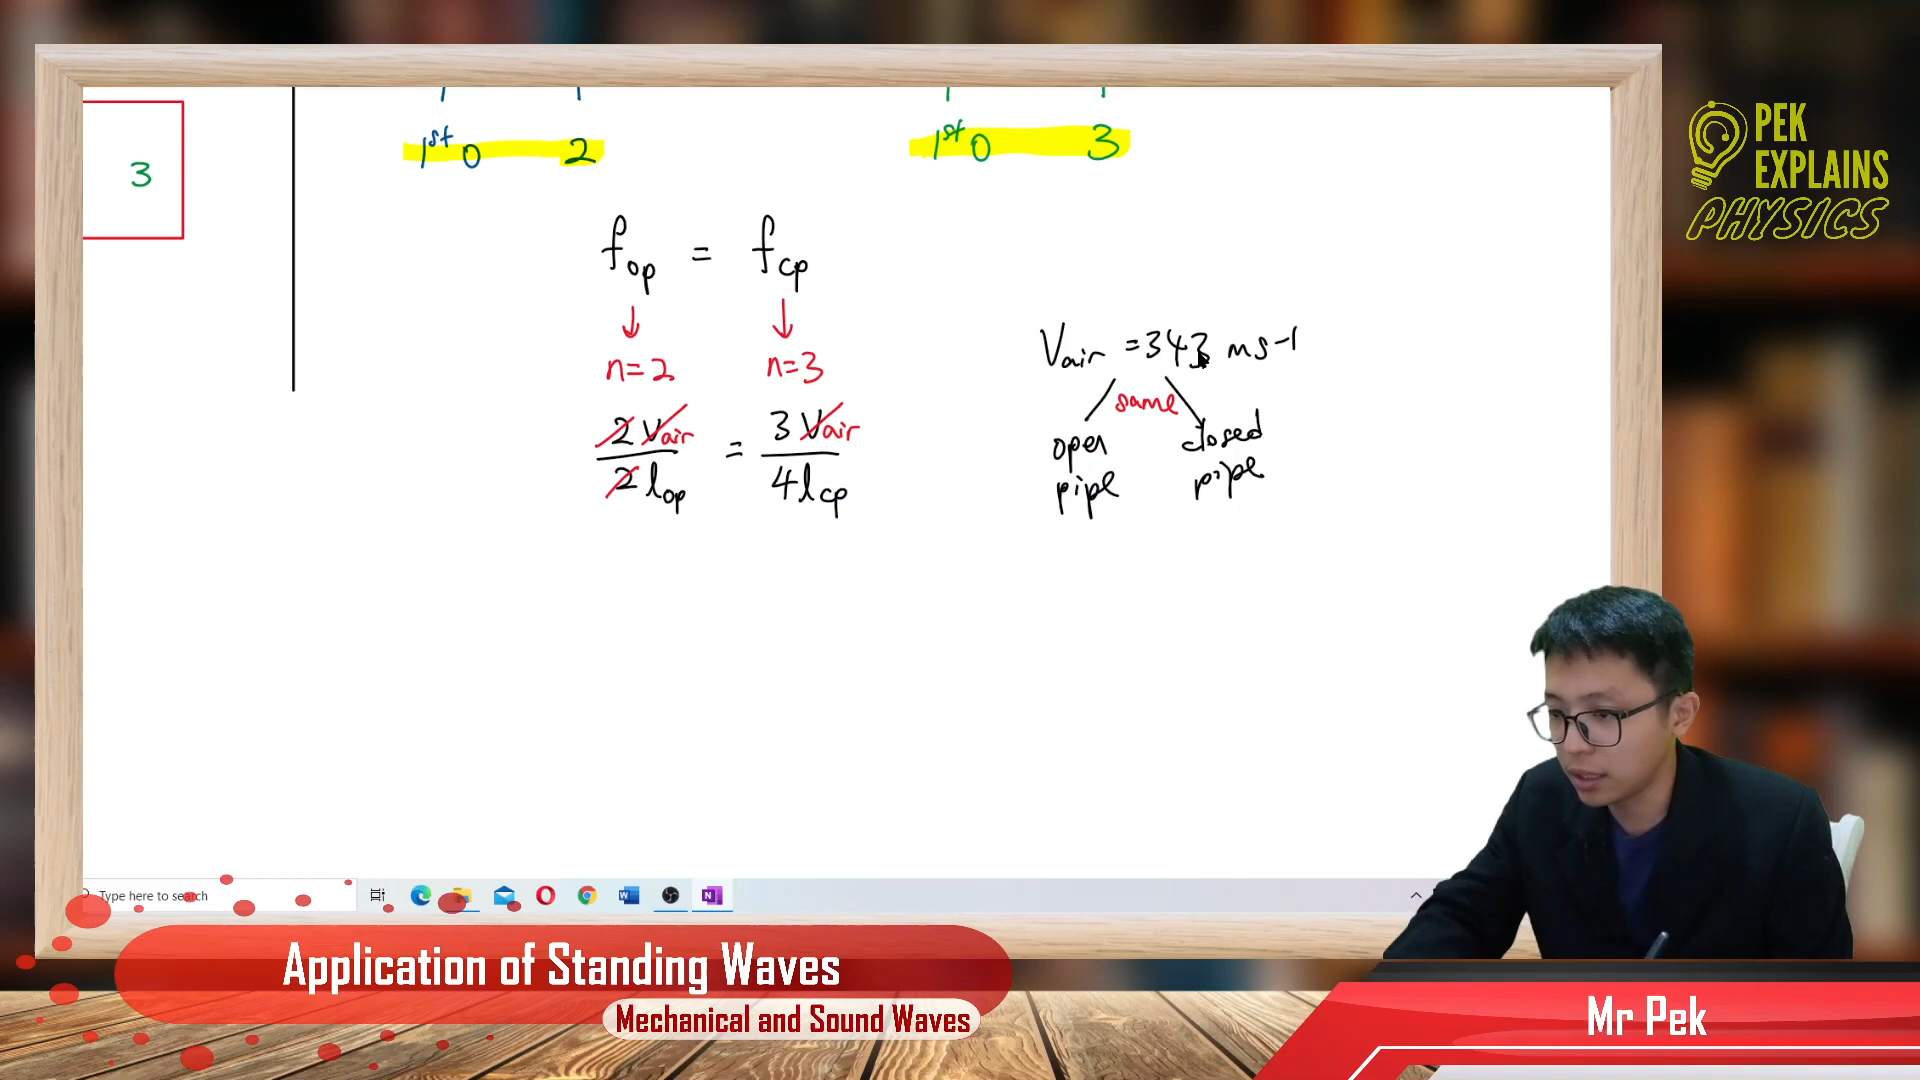 1st 0 2
1st 0 3
3
f op = f cp
↓ ↓
n=2 n=3
2 Vair / 2 lop = 3 Vair / 4 lcp
Vair = 343 ms-1
same
open closed
pipe pipe
PEK
EXPLAINS
PHYSICS
Type here to search
Application of Standing Waves
Mechanical and Sound Waves
Mr Pek